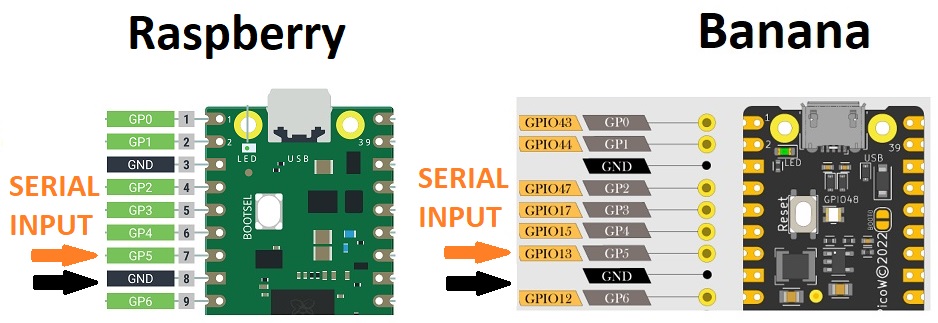 Raspberry
GP0 1
GP1 2
GND 3
GP2 4
GP3 5
GP4 6
GP5 7
GND 8
GP6 9
SERIAL
INPUT
1
2
39
LED
USB
BOOTSEL
Banana
GPIO43 GP0
GPIO44 GP1
GND
GPIO47 GP2
GPIO17 GP3
GPIO15 GP4
GPIO13 GP5
GND
GPIO12 GP6
SERIAL
INPUT
1
2
39
LED
USB
Reset
GPIO48
BOOT0
PicoW©2022